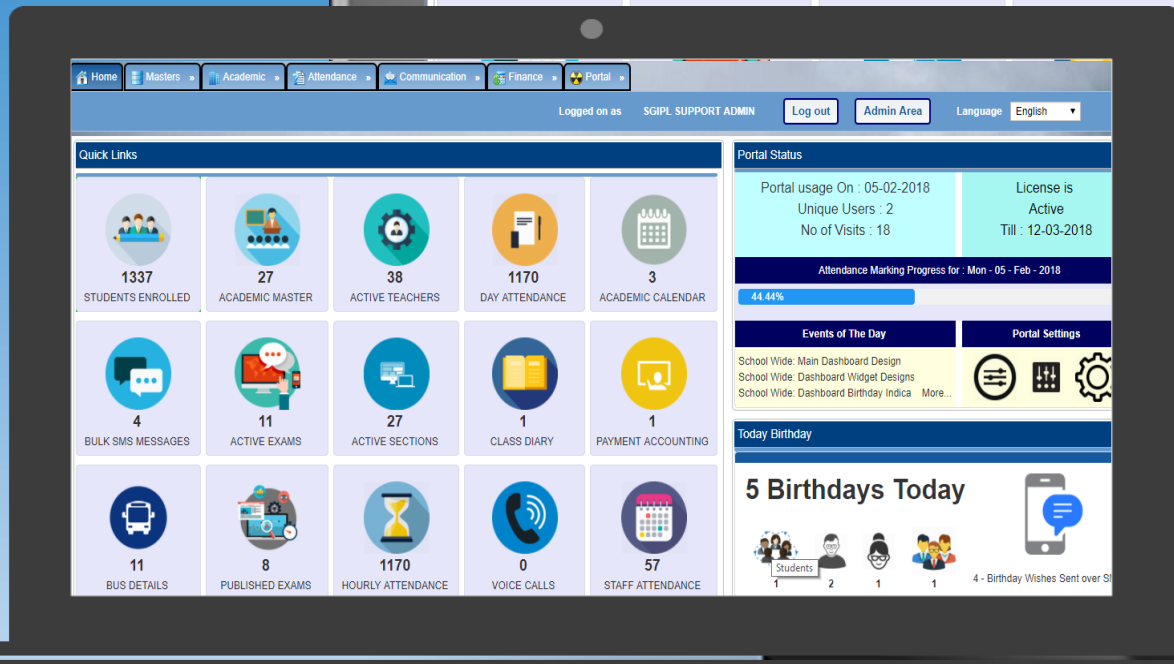 Home
Masters »
Academic »
Attendance »
Communication »
Finance »
Portal »
Logged on as SGIPL SUPPORT ADMIN Log out Admin Area Language English
Quick Links
1337
STUDENTS ENROLLED
27
ACADEMIC MASTER
38
ACTIVE TEACHERS
1170
DAY ATTENDANCE
3
ACADEMIC CALENDAR
4
BULK SMS MESSAGES
11
ACTIVE EXAMS
27
ACTIVE SECTIONS
1
CLASS DIARY
1
PAYMENT ACCOUNTING
11
BUS DETAILS
8
PUBLISHED EXAMS
1170
HOURLY ATTENDANCE
0
VOICE CALLS
57
STAFF ATTENDANCE
Portal Status
Portal usage On : 05-02-2018
Unique Users : 2
No of Visits : 18
License is
Active
Till : 12-03-2018
Attendance Marking Progress for : Mon - 05 - Feb - 2018
44.44%
Events of The Day
School Wide: Main Dashboard Design
School Wide: Dashboard Widget Designs
School Wide: Dashboard Birthday Indica More...
Portal Settings
Today Birthday
5 Birthdays Today
Students
1
2
1
1
4 - Birthday Wishes Sent over